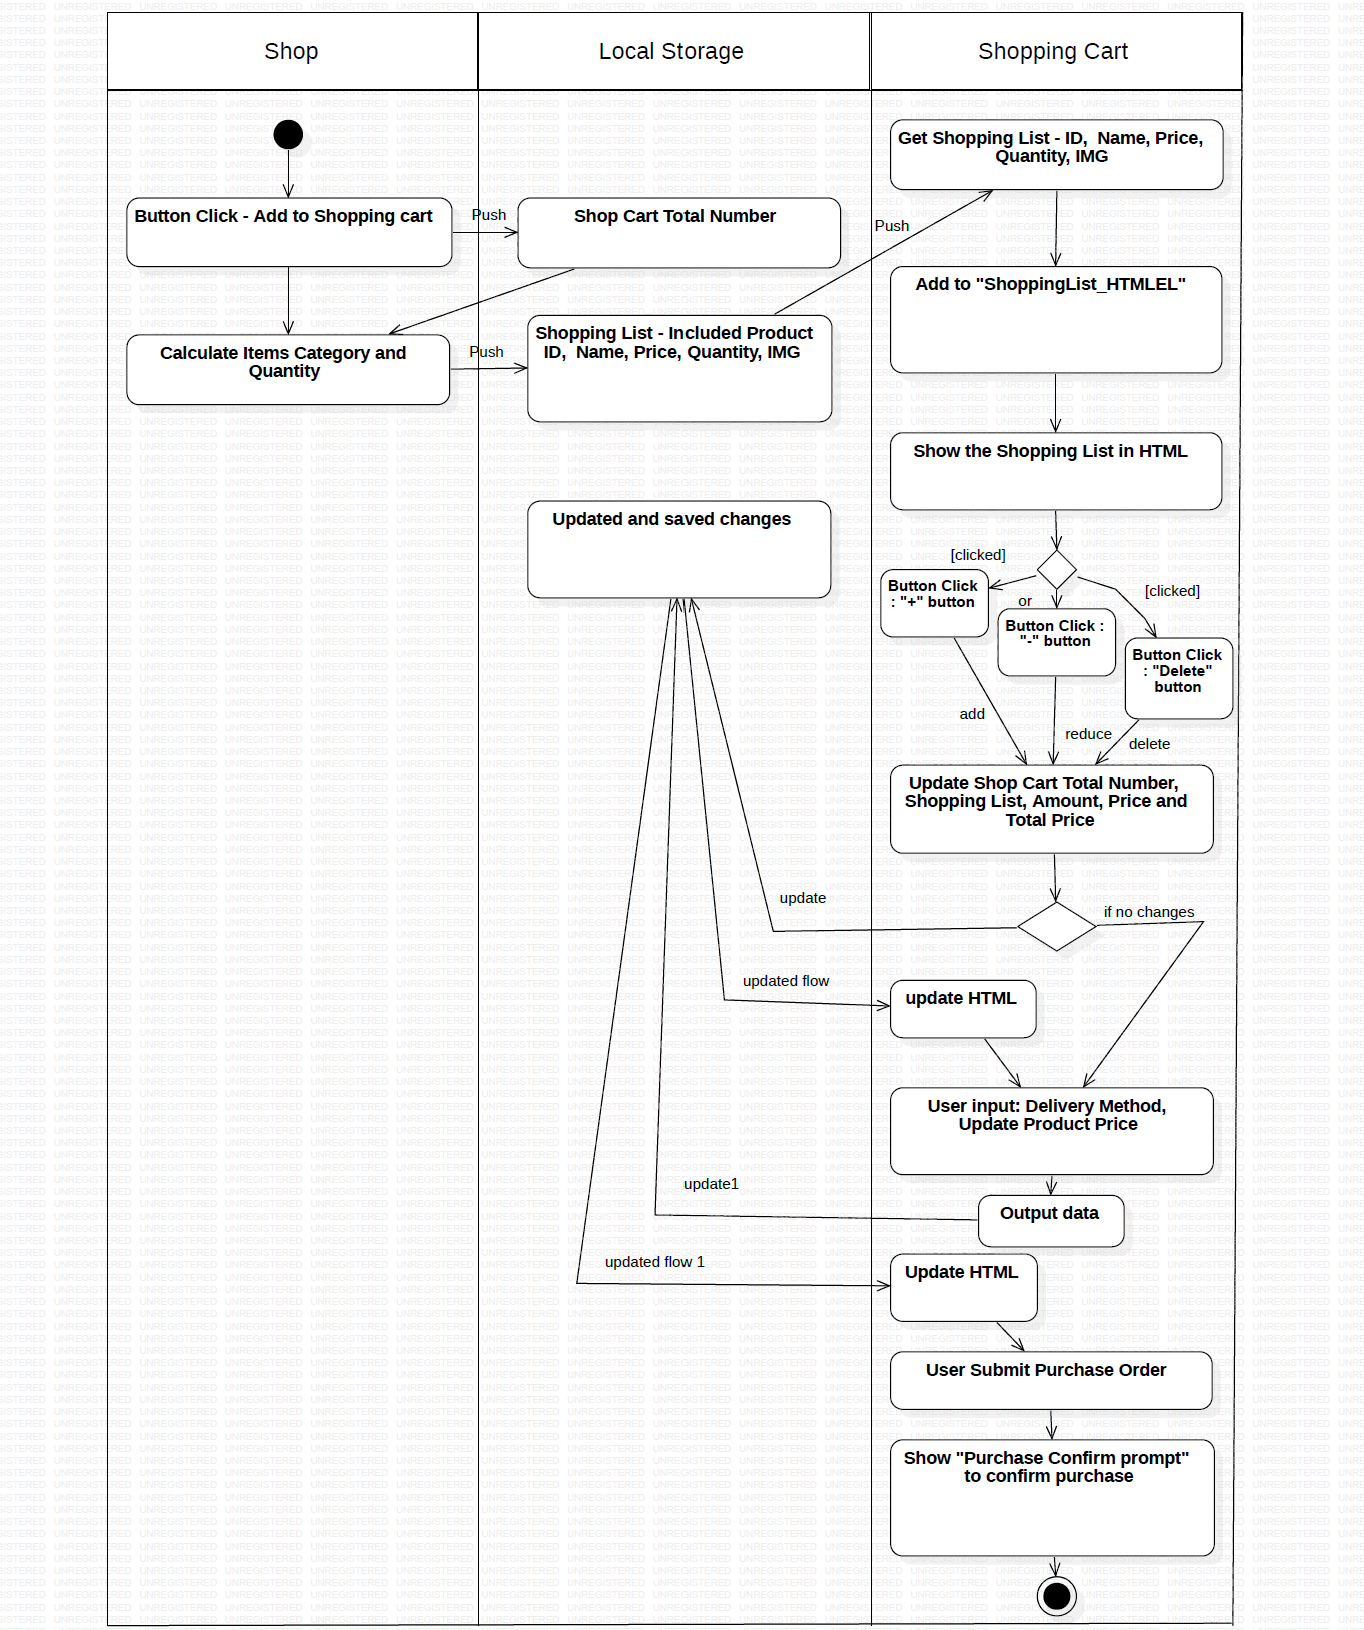 Shop
Local Storage
Shopping Cart
Button Click - Add to Shopping cart
Push
Shop Cart Total Number
Calculate Items Category and
Quantity
Push
Shopping List - Included Product
ID,  Name, Price, Quantity, IMG
Push
Get Shopping List - ID,  Name, Price,
Quantity, IMG
Add to "ShoppingList_HTMLEL"
Show the Shopping List in HTML
Updated and saved changes
[clicked]
or
[clicked]
Button Click
: "+" button
Button Click :
"-" button
Button Click
: "Delete"
button
add
reduce
delete
Update Shop Cart Total Number,
Shopping List, Amount, Price and
Total Price
update
if no changes
updated flow
update HTML
User input: Delivery Method,
Update Product Price
update1
Output data
updated flow 1
Update HTML
User Submit Purchase Order
Show "Purchase Confirm prompt"
to confirm purchase
UNREGISTERED